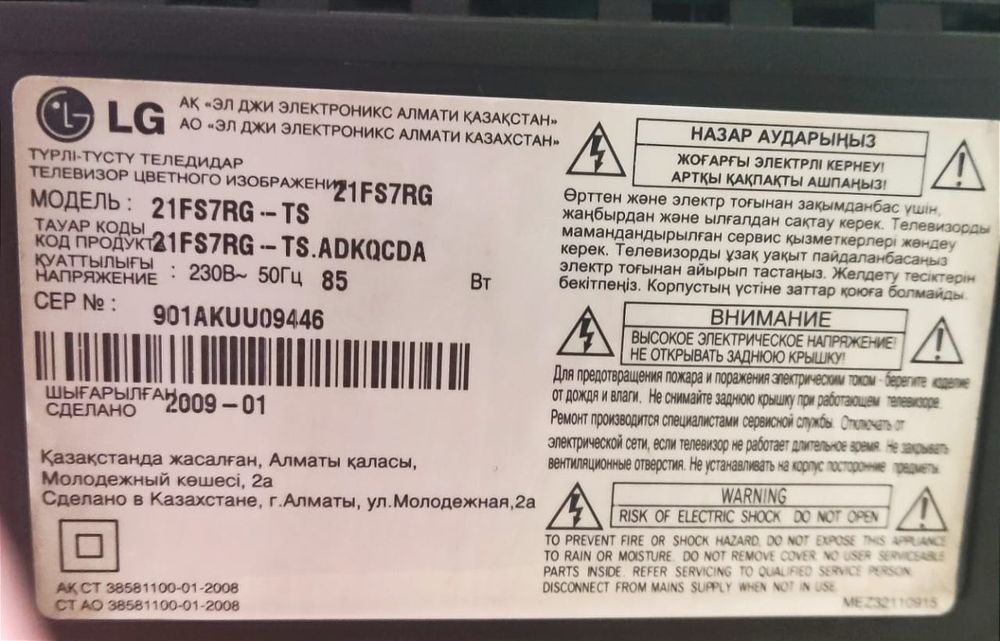 LG
АҚ «ЭЛ ДЖИ ЭЛЕКТРОНИКС АЛМАТИ ҚАЗАҚСТАН»
АО «ЭЛ ДЖИ ЭЛЕКТРОНИКС АЛМАТИ КАЗАХСТАН»
ТҮРЛІ-ТҮСТУ ТЕЛЕДИДАР
ТЕЛЕВИЗОР ЦВЕТНОГО ИЗОБРАЖЕНИ 21FS7RG
МОДЕЛЬ : 21FS7RG -- TS
ТАУАР КОДЫ
КОД ПРОДУКТ 21FS7RG -- TS.ADKQCDA
ҚУАТТЫЛЫҒЫ
НАПРЯЖЕНИЕ : 230В~ 50Гц 85 Вт
СЕР № : 901AKUU09446
ШЫҒАРЫЛҒАН
СДЕЛАНО 2009 -- 01
Қазақстанда жасалған, Алматы қаласы,
Молодежный көшесі, 2а
Сделано в Казахстане, г.Алматы, ул.Молодежная,2а
АҚ СТ 38581100-01-2008
СТ АО 38581100-01-2008
НАЗАР АУДАРЫҢЫЗ
ЖОҒАРҒЫ ЭЛЕКТРЛІ КЕРНЕУ!
АРТҚЫ ҚАҚПАҚТЫ АШПАҢЫЗ!
Өрттен және электр тоғынан зақымданбас үшін,
жаңбырдан және ылғалдан сақтау керек. Телевизорды
мамандандырылған сервис қызметкерлері жөндеу
керек. Телевизорды ұзақ уақыт пайдаланбасаңыз
электр тоғынан айырып тастаңыз. Желдету тесіктерін
бекітпеңіз. Корпустың үстіне заттар қоюға болмайды.
ВНИМАНИЕ
ВЫСОКОЕ ЭЛЕКТРИЧЕСКОЕ НАПРЯЖЕНИЕ!
НЕ ОТКРЫВАТЬ ЗАДНЮЮ КРЫШКУ!
Для предотвращения пожара и поражения электрическим током - берегите изделие
от дождя и влаги. Не снимайте заднюю крышку при работающем телевизоре.
Ремонт производится специалистами сервисной службы. Отключать от
электрической сети, если телевизор не работает длительное время. Не закрывать
вентиляционные отверстия. Не устанавливать на корпус посторонние предметы.
WARNING
RISK OF ELECTRIC SHOCK DO NOT OPEN
TO PREVENT FIRE OR SHOCK HAZARD, DO NOT EXPOSE THIS APPLIANCE
TO RAIN OR MOISTURE. DO NOT REMOVE COVER. NO USER SERVICEABLE
PARTS INSIDE. REFER SERVICING TO QUALIFIED SERVICE PERSON.
DISCONNECT FROM MAINS SUPPLY WHEN NOT IN USE.
MEZ32110915